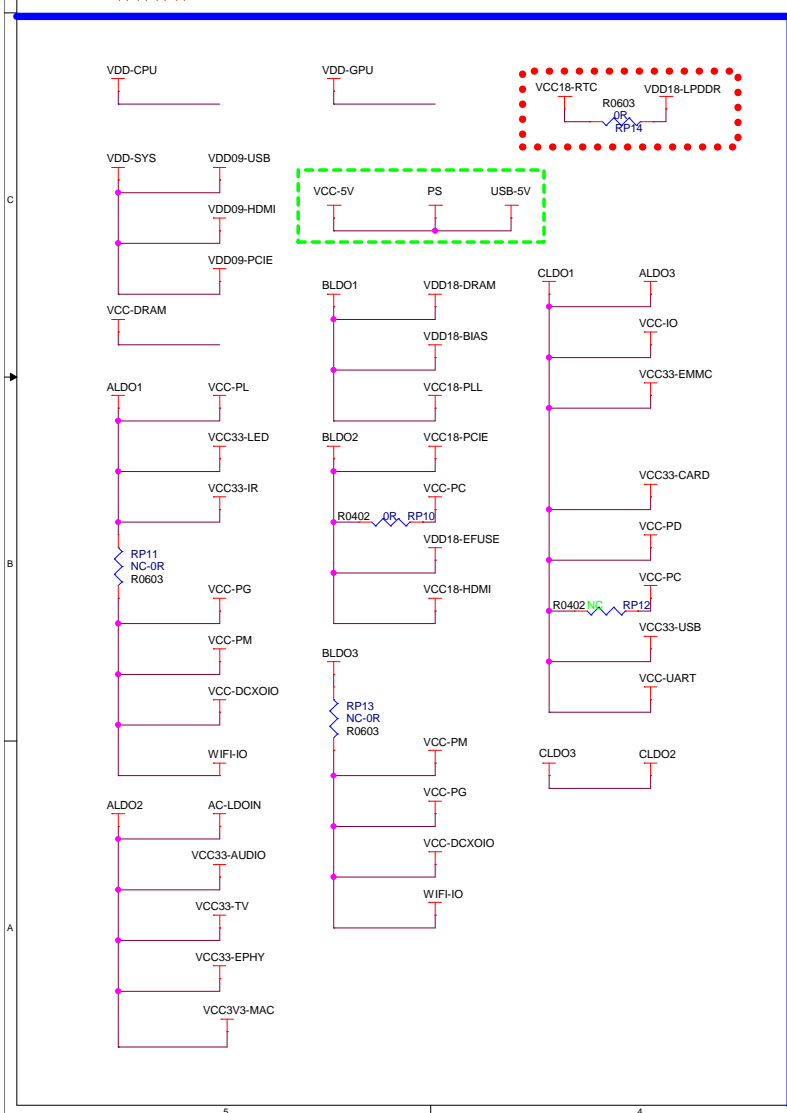 VDD-CPU
VDD-GPU
VCC18-RTC
VDD18-LPDDR
R0603
0R
RP14
VDD-SYS
VDD09-USB
VDD09-HDMI
VDD09-PCIE
VCC-DRAM
C
VCC-5V
PS
USB-5V
BLDO1
VDD18-DRAM
VDD18-BIAS
VCC18-PLL
CLDO1
ALDO3
VCC-IO
VCC33-EMMC
VCC33-CARD
VCC-PD
VCC-PC
R0402
NC
RP12
VCC33-USB
VCC-UART
ALDO1
VCC-PL
VCC33-LED
VCC33-IR
RP11
NC-0R
R0603
VCC-PG
VCC-PM
VCC-DCXOIO
WIFI-IO
B
BLDO2
VCC18-PCIE
VCC-PC
R0402
0R
RP10
VDD18-EFUSE
VCC18-HDMI
BLDO3
RP13
NC-0R
R0603
VCC-PM
VCC-PG
VCC-DCXOIO
WIFI-IO
CLDO3
CLDO2
ALDO2
AC-LDOIN
VCC33-AUDIO
VCC33-TV
VCC33-EPHY
VCC3V3-MAC
A
5
4